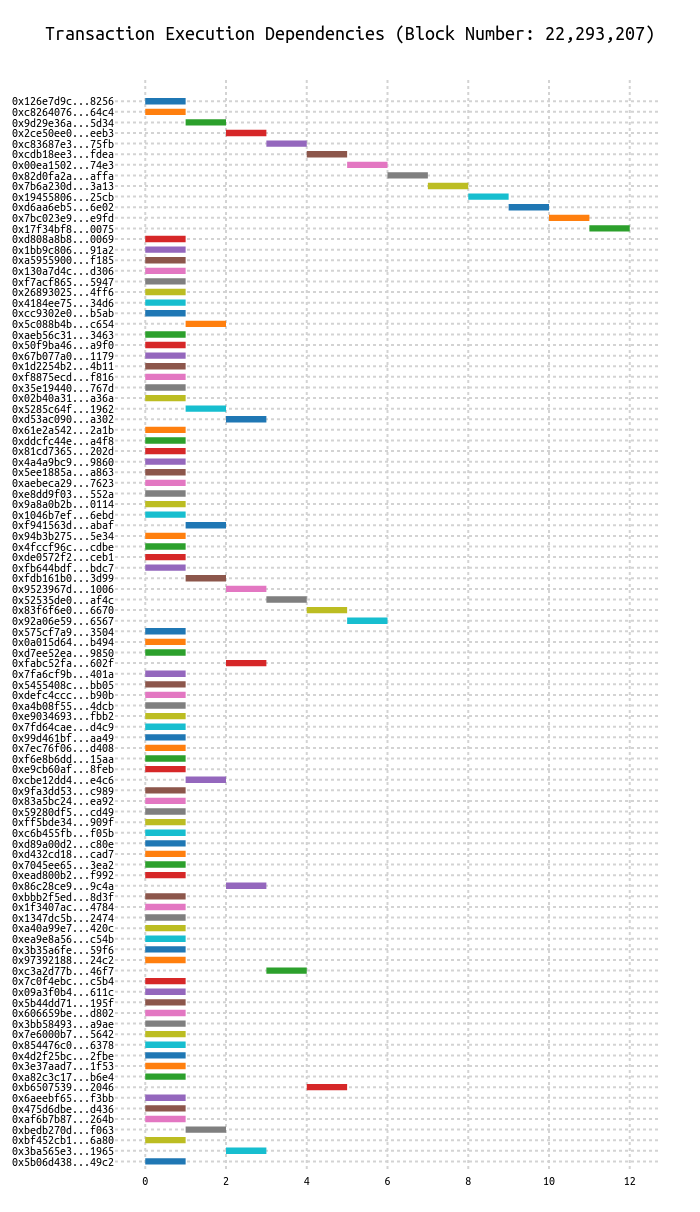 Transaction Execution Dependencies (Block Number: 22,293,207)
0x126e7d9c...8256
0xc8264076...64c4
0x9d29e36a...5d34
0x2ce50ee0...eeb3
0xc83687e3...75fb
0xcdb18ee3...fdea
0x00ea1502...74e3
0x82d0fa2a...affa
0x7b6a230d...3a13
0x19455806...25cb
0xd6aa6eb5...6e02
0x7bc023e9...e9fd
0x17f34bf8...0075
0xd808a8b8...0069
0x1bb9c806...91a2
0xa5955900...f185
0x130a7d4c...d306
0xf7acf865...5947
0x26893025...4ff6
0x4184ee75...34d6
0xcc9302e0...b5ab
0x5c088b4b...c654
0xaeb56c31...3463
0x50f9ba46...a9f0
0x67b077a0...1179
0x1d2254b2...4b11
0xf8875ecd...f816
0x35e19440...767d
0x02b40a31...a36a
0x5285c64f...1962
0xd53ac090...a302
0x61e2a542...2a1b
0xddcfc44e...a4f8
0x81cd7365...202d
0x4a4a9bc9...9860
0x5ee1885a...a863
0xaebeca29...7623
0xe8dd9f03...552a
0x9a8a0b2b...0114
0x1046b7ef...6ebd
0xf941563d...abaf
0x94b3b275...5e34
0x4fccf96c...cdbe
0xde0572f2...ceb1
0xfb644bdf...bdc7
0xfdb161b0...3d99
0x9523967d...1006
0x52535de0...af4c
0x83f6f6e0...6670
0x92a06e59...6567
0x575cf7a9...3504
0x0a015d64...b494
0xd7ee52ea...9850
0xfabc52fa...602f
0x7fa6cf9b...401a
0x5455408c...bb05
0xdefc4ccc...b90b
0xa4b08f55...4dcb
0xe9034693...fbb2
0x7fd64cae...d4c9
0x99d461bf...aa49
0x7ec76f06...d408
0xf6e8b6dd...15aa
0xe9cb60af...8feb
0xcbe12dd4...e4c6
0x9fa3dd53...c989
0x83a5bc24...ea92
0x59280df5...cd49
0xff5bde34...909f
0xc6b455fb...f05b
0xd89a00d2...c80e
0xd432cd18...cad7
0x7045ee65...3ea2
0xead800b2...f992
0x86c28ce9...9c4a
0xbbb2f5ed...8d3f
0x1f3407ac...4784
0x1347dc5b...2474
0xa40a99e7...420c
0xea9e8a56...c54b
0x3b35a6fe...59f6
0x97392188...24c2
0xc3a2d77b...46f7
0x7c0f4ebc...c5b4
0x09a3f0b4...611c
0x5b44dd71...195f
0x606659be...d802
0x3bb58493...a9ae
0x7e6000b7...5642
0x854476c0...6378
0x4d2f25bc...2fbe
0x3e37aad7...1f53
0xa82c3c17...b6e4
0xb6507539...2046
0x6aeebf65...f3bb
0x475d6dbe...d436
0xaf6b7b87...264b
0xbedb270d...f063
0xbf452cb1...6a80
0x3ba565e3...1965
0x5b06d438...49c2
0 2 4 6 8 10 12